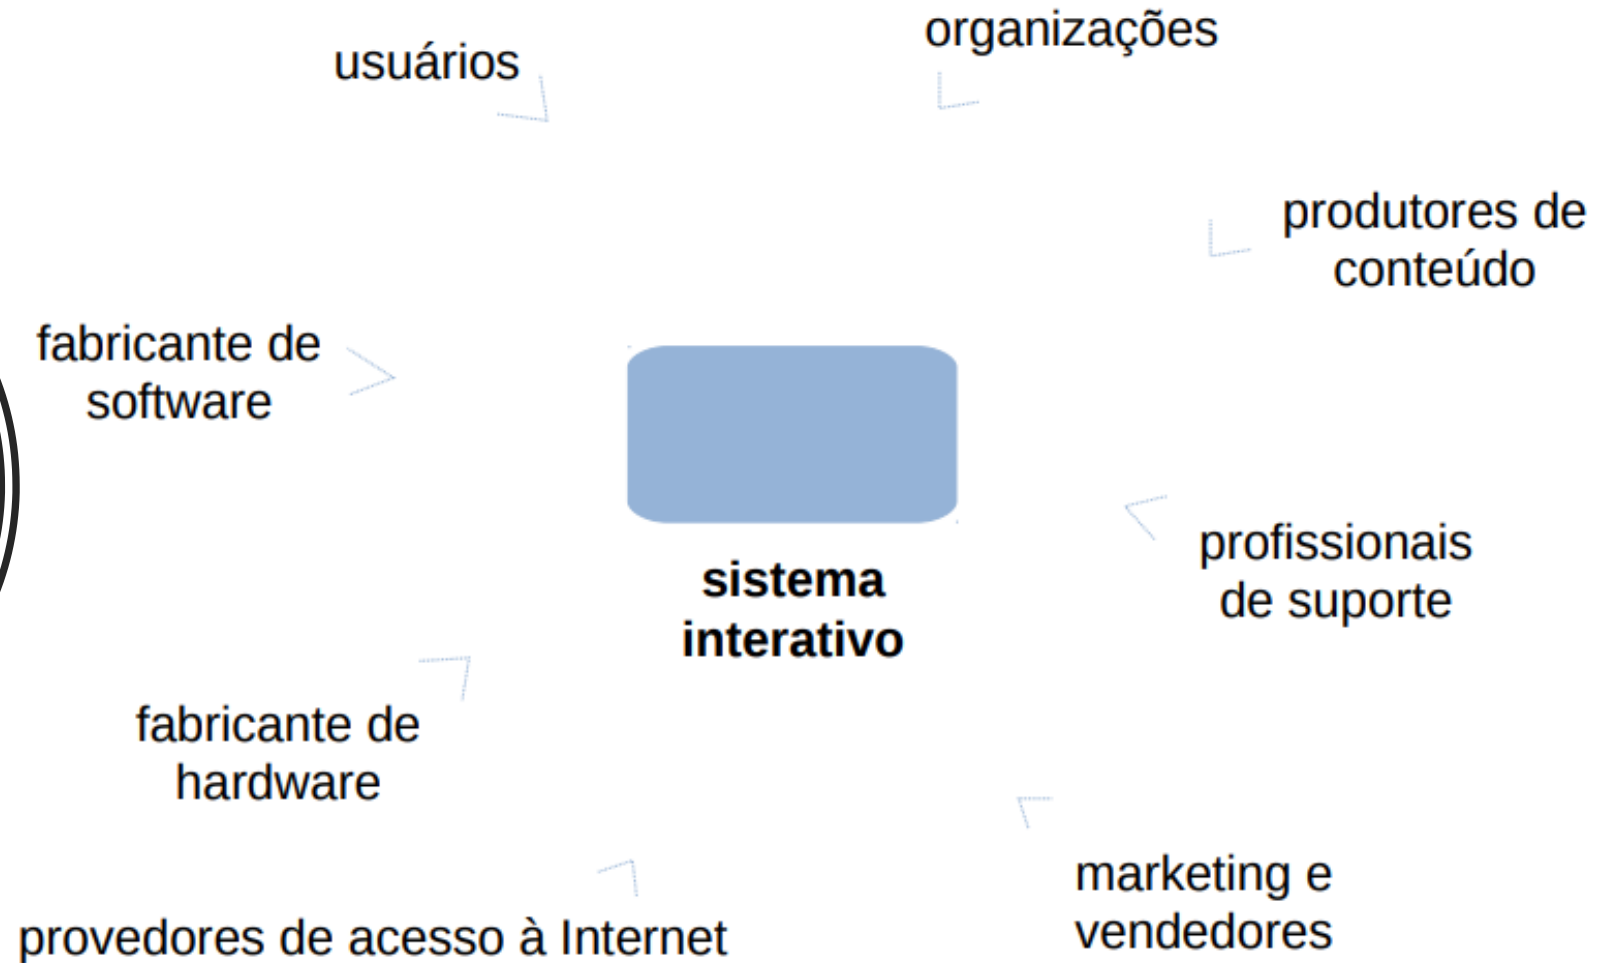 usuários
organizações
produtores de
conteúdo
fabricante de
software
sistema
interativo
profissionais
de suporte
fabricante de
hardware
marketing e
vendedores
provedores de acesso à Internet